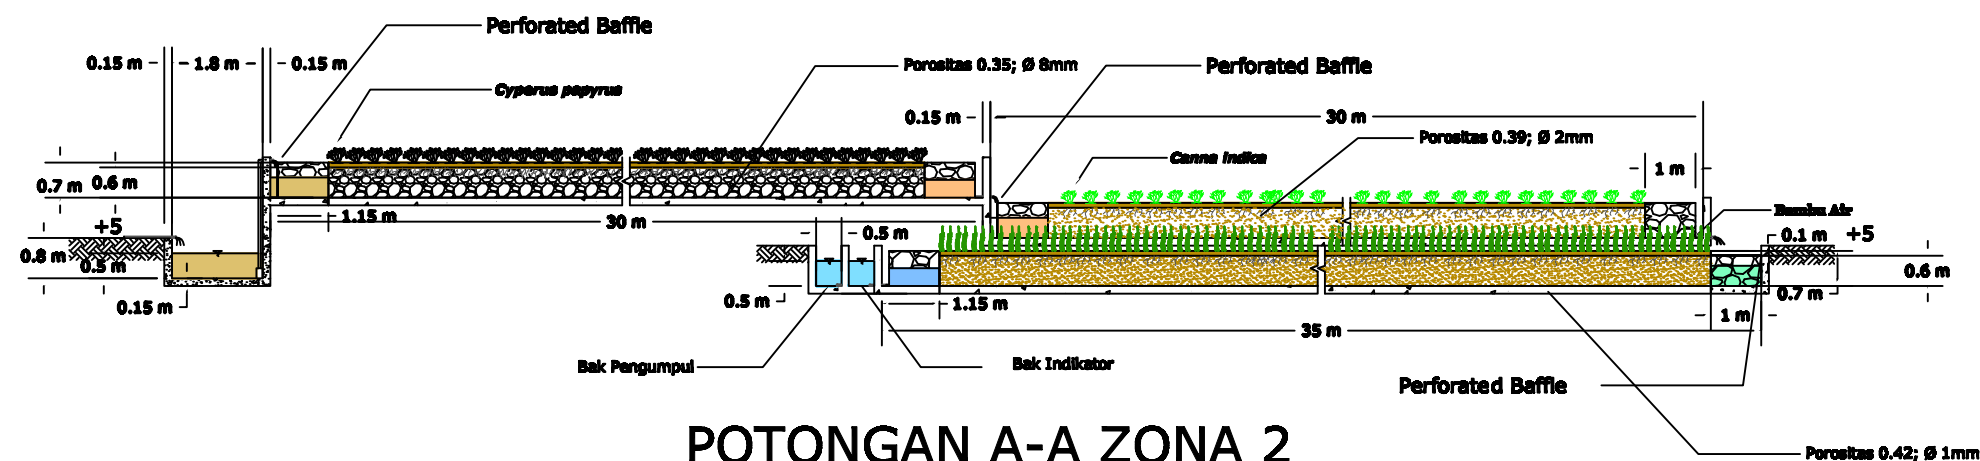 Perforated Baffle
0.15 m
1.8 m
0.15 m
Porositas 0.35; Ø 8mm
Perforated Baffle
Cyperus papyrus
0.15 m
30 m
Porositas 0.39; Ø 2mm
Canna indica
1 m
0.7 m
0.6 m
1.15 m
30 m
Bambu Air
+5
0.5 m
0.1 m
+5
0.8 m
0.5 m
0.6 m
0.15 m
0.5 m
1.15 m
0.7 m
1 m
35 m
Bak Pengumpul
Bak Indikator
Perforated Baffle
POTONGAN A-A ZONA 2
Porositas 0.42; Ø 1mm